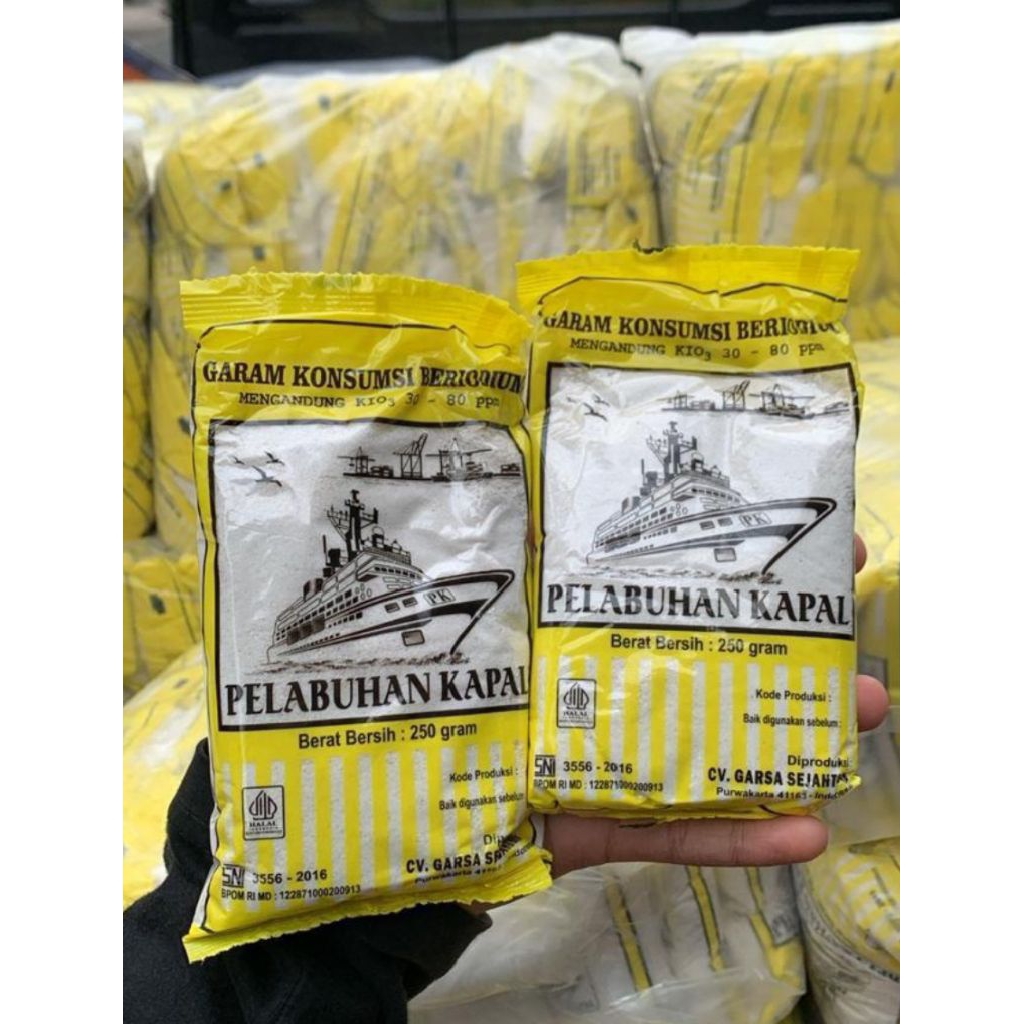 GARAM KONSUMSI BERIODIUM
MENGANDUNG KIO₃ 30 - 80 ppm
PK
PELABUHAN KAPAL
Berat Bersih : 250 gram
Kode Produksi :
Baik digunakan sebelum
HALAL
INDONESIA
SNI 3556 - 2016
BPOM RI MD : 122871000200913
CV. GARSA
GARAM KONSUMSI
MENGANDUNG KIO₃ 30 - 80 ppm
PK
PELABUHAN KAPAL
Berat Bersih : 250 gram
Kode Produksi :
Baik digunakan sebelum :
HALAL
INDONESIA
Diproduksi
SNI 3556 - 2016
CV. GARSA
BPOM RI MD : 122871000200913
Purwakarta 41163 - Indonesia